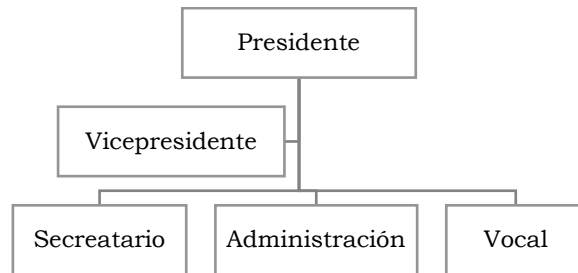 Presidente
Vicepresidente
Secreatario
Administración
Vocal